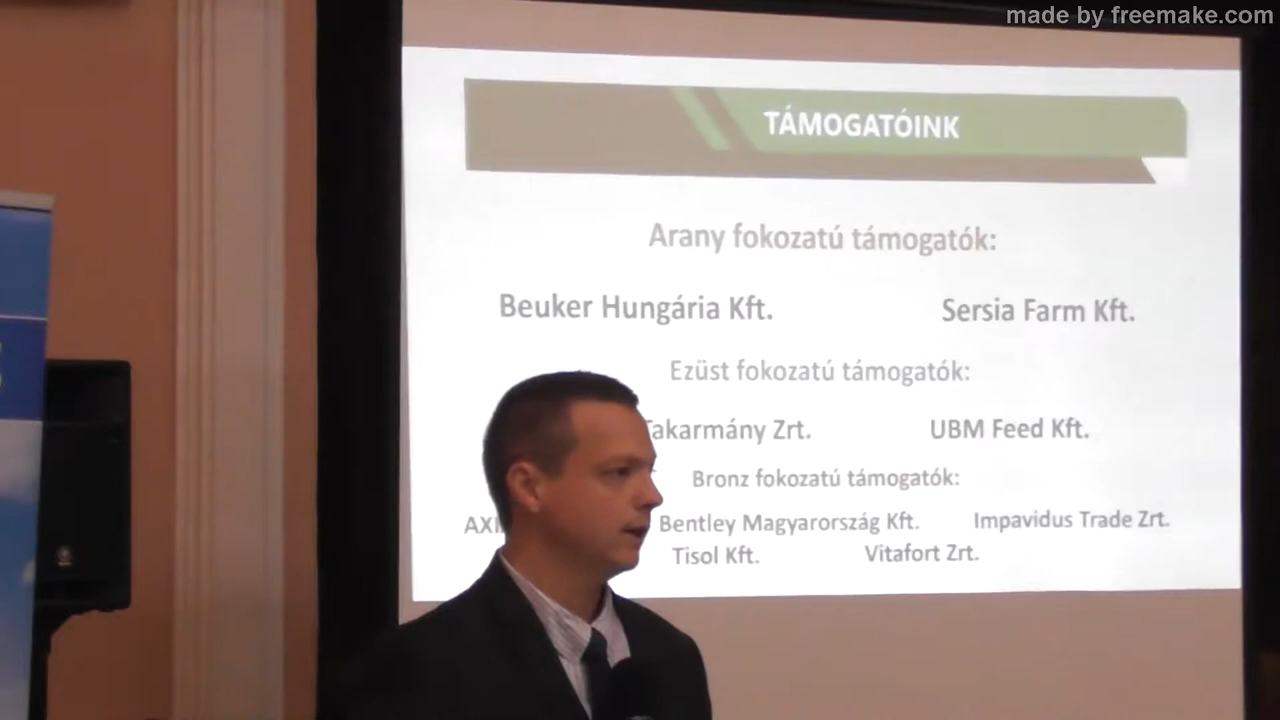 made by freemake.com
TÁMOGATÓINK
Arany fokozatú támogatók:
Beuker Hungária Kft. Sersia Farm Kft.
Ezüst fokozatú támogatók:
Takarmány Zrt. UBM Feed Kft.
Bronz fokozatú támogatók:
Bentley Magyarország Kft. Impavidus Trade Zrt.
Tisol Kft. Vitafort Zrt.